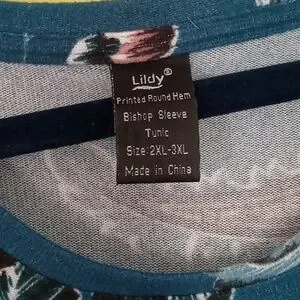 Lildy®
Printed Round Hem
Bishop Sleeve
Tunic
Size:2XL-3XL
Made in China